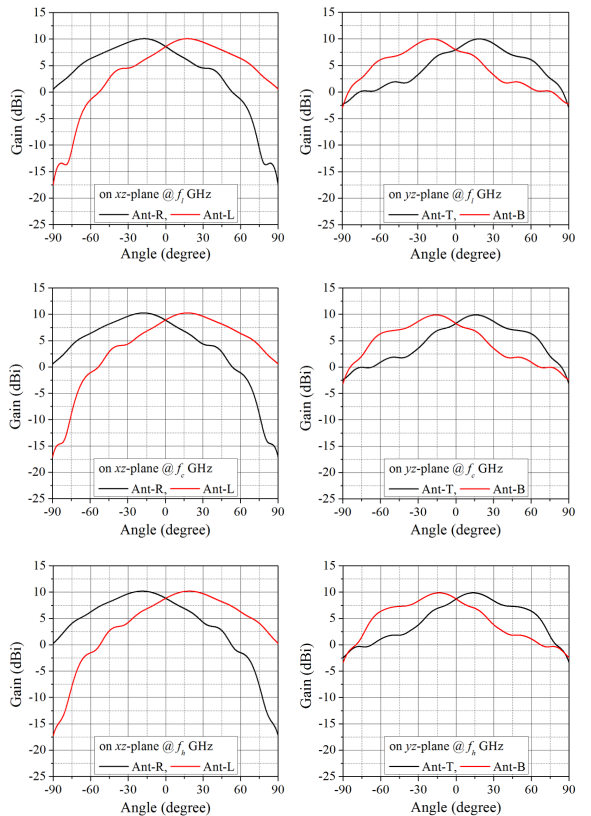 15
10
5
0
-5
-10
-15
-20
-25
Gain (dBi)
on xz-plane @ fl GHz
Ant-R, Ant-L
-90 -60 -30 0 30 60 90
Angle (degree)
15
10
5
0
-5
-10
-15
-20
-25
Gain (dBi)
on yz-plane @ fl GHz
Ant-T, Ant-B
-90 -60 -30 0 30 60 90
Angle (degree)
15
10
5
0
-5
-10
-15
-20
-25
Gain (dBi)
on xz-plane @ fc GHz
Ant-R, Ant-L
-90 -60 -30 0 30 60 90
Angle (degree)
15
10
5
0
-5
-10
-15
-20
-25
Gain (dBi)
on yz-plane @ fc GHz
Ant-T, Ant-B
-90 -60 -30 0 30 60 90
Angle (degree)
15
10
5
0
-5
-10
-15
-20
-25
Gain (dBi)
on xz-plane @ fh GHz
Ant-R, Ant-L
-90 -60 -30 0 30 60 90
Angle (degree)
15
10
5
0
-5
-10
-15
-20
-25
Gain (dBi)
on yz-plane @ fh GHz
Ant-T, Ant-B
-90 -60 -30 0 30 60 90
Angle (degree)